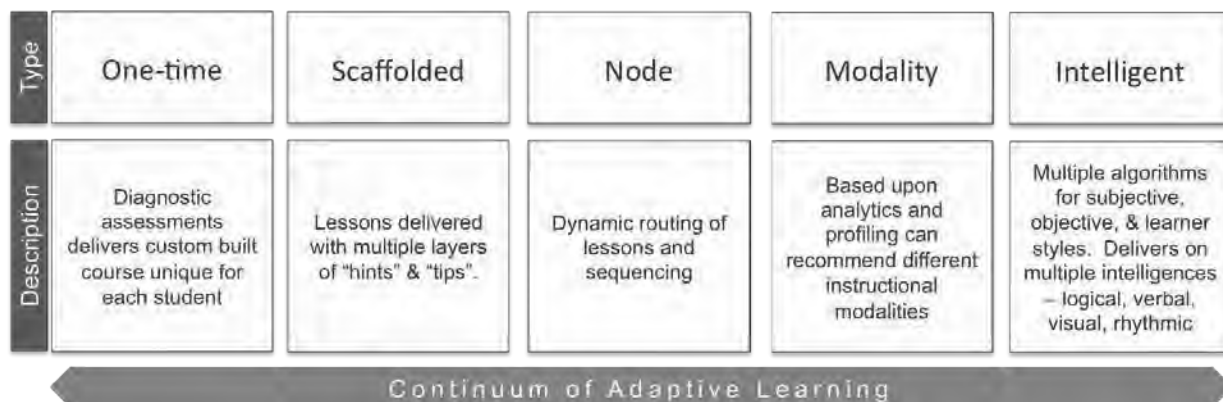 Type
One-time
Scaffolded
Node
Modality
Intelligent
Description
Diagnostic
assessments
delivers custom built
course unique for
each student
Lessons delivered
with multiple layers
of “hints” & “tips”.
Dynamic routing of
lessons and
sequencing
Based upon
analytics and
profiling can
recommend different
instructional
modalities
Multiple algorithms
for subjective,
objective, & learner
styles. Delivers on
multiple intelligences
– logical, verbal,
visual, rhythmic
Continuum of Adaptive Learning